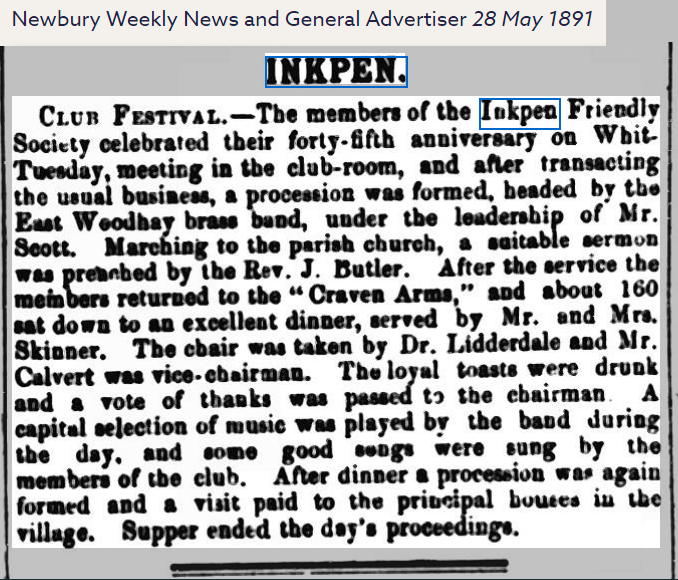 Newbury Weekly News and General Advertiser 28 May 1891
INKPEN.
CLUB FESTIVAL.—The members of the Inkpen Friendly
Society celebrated their forty-fifth anniversary on Whit-
Tuesday, meeting in the club-room, and after transacting
the usual business, a procession was formed, headed by the
East Woodhay brass band, under the leadership of Mr.
Scott. Marching to the parish church, a suitable sermon
was preached by the Rev. J. Butler. After the service the
members returned to the “Craven Arms,” and about 160
sat down to an excellent dinner, served by Mr. and Mrs.
Skinner. The chair was taken by Dr. Lidderdale and Mr.
Calvert was vice-chairman. The loyal toasts were drunk
and a vote of thanks was passed to the chairman. A
capital selection of music was played by the band during
the day, and some good songs were sung by the
members of the club. After dinner a procession was again
formed and a visit paid to the principal houses in the
village. Supper ended the day's proceedings.